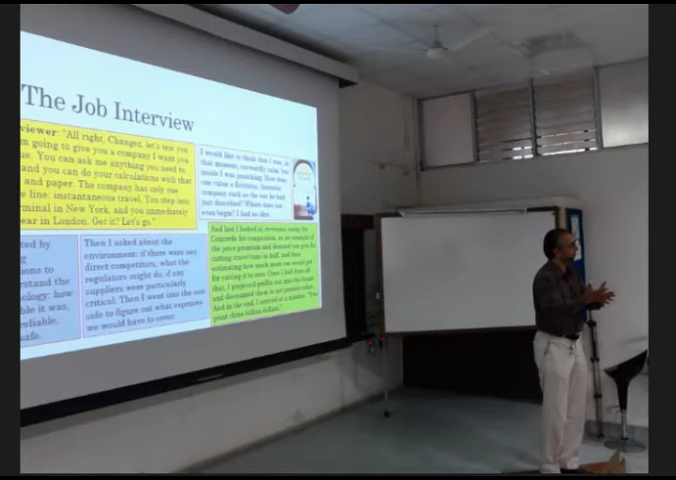 The Job Interview
viewer: "All right, Changez, let's test you
m going to give you a company I want you
ue. You can ask me anything you need to
and you can do your calculations with that
and paper. The company has only one
e line: instantaneous travel. You step into
rminal in New York, and you immediately
ear in London. Get it? Let's go."
I would like to think that I was, in
that moment, outwardly calm, but
inside I was panicking. How does
one value a fictitious, fantastic
company such as the one he had
just described? Where does one
even begin? I had no idea.
ted by
ng
ions to
rstand the
ology: how
ble it was,
reliable,
safe.
Then I asked about the
environment: if there were any
direct competitors, what the
regulators might do, if any
suppliers were particularly
critical. Then I went into the cost
side to figure out what expenses
we would have to cover.
And last I looked at revenues, using the
Concorde for comparison, as an example of
the price premium and demand one gets for
cutting travel time in half, and then
estimating how much more one would get
for cutting it to zero. Once I had done all
that, I projected profits out into the future
and discounted them to net present value.
And in the end, I arrived at a number. "Two
point three billion dollars."